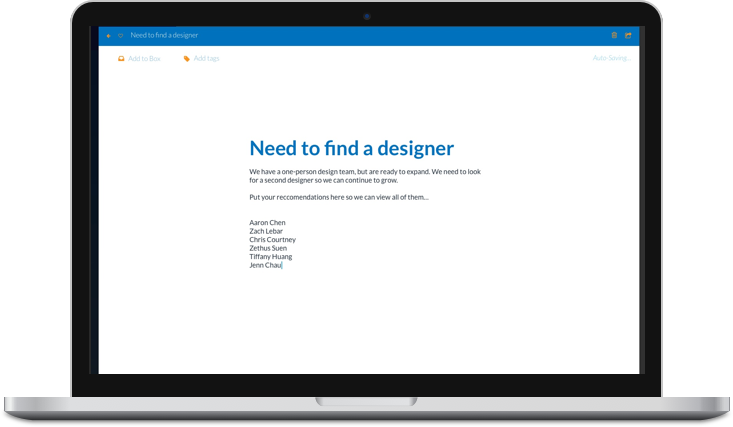 Need to find a designer
Add to Box
Add tags
Auto-Saving...
Need to find a designer
We have a one-person design team, but are ready to expand. We need to look
for a second designer so we can continue to grow.
Put your reccomendations here so we can view all of them...
Aaron Chen
Zach Lebar
Chris Courtney
Zethus Suen
Tiffany Huang
Jenn Chau